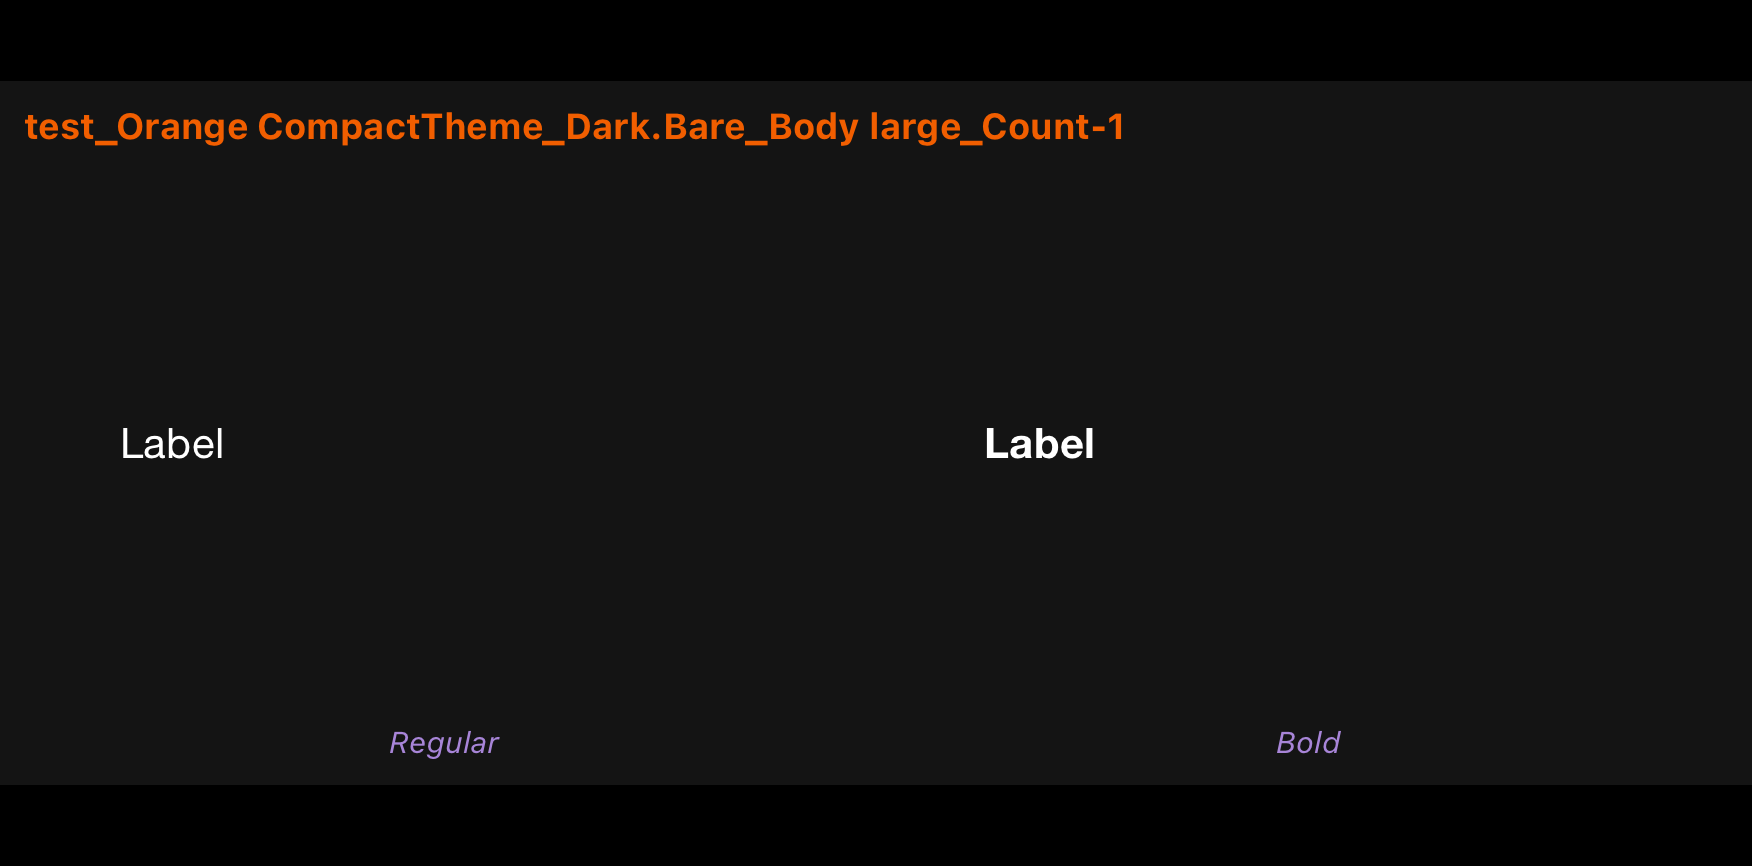 test_Orange CompactTheme_Dark.Bare_Body large_Count-1
Label
Label
Regular
Bold